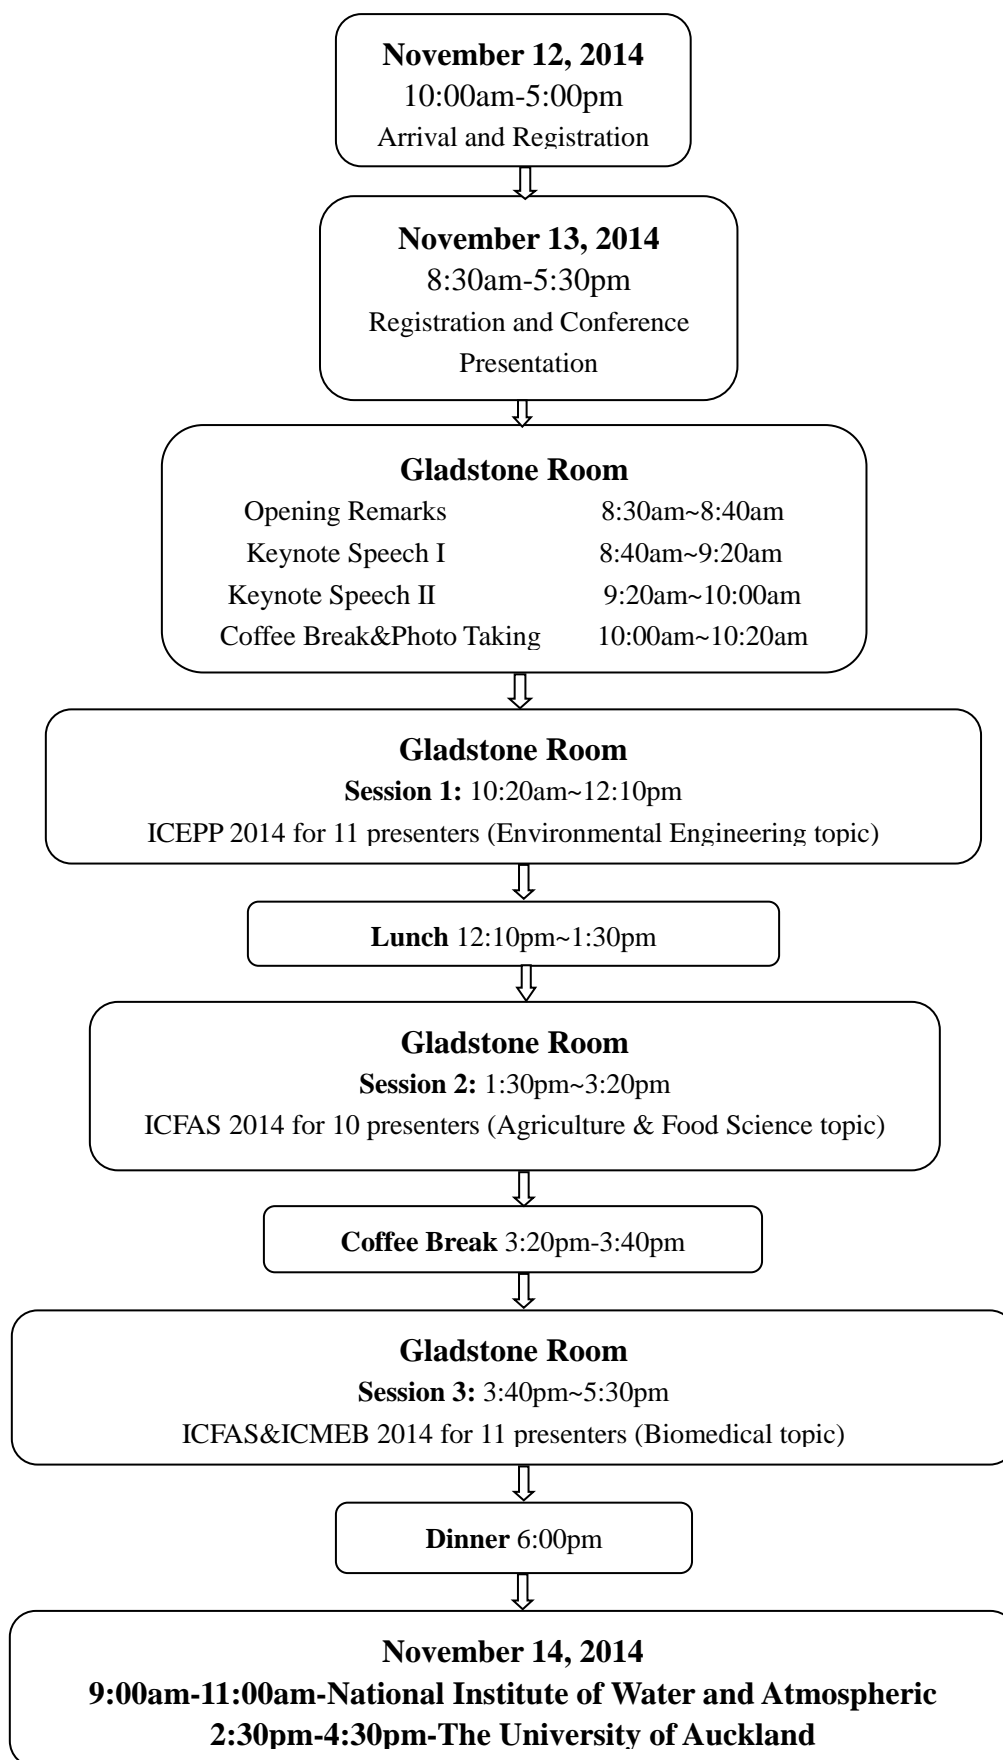 November 12, 2014
10:00am-5:00pm
Arrival and Registration
November 13, 2014
8:30am-5:30pm
Registration and Conference
Presentation
Gladstone Room
Opening Remarks 8:30am~8:40am
Keynote Speech I 8:40am~9:20am
Keynote Speech II 9:20am~10:00am
Coffee Break&Photo Taking 10:00am~10:20am
Gladstone Room
Session 1: 10:20am~12:10pm
ICEPP 2014 for 11 presenters (Environmental Engineering topic)
Lunch 12:10pm~1:30pm
Gladstone Room
Session 2: 1:30pm~3:20pm
ICFAS 2014 for 10 presenters (Agriculture & Food Science topic)
Coffee Break 3:20pm-3:40pm
Gladstone Room
Session 3: 3:40pm~5:30pm
ICFAS&ICMEB 2014 for 11 presenters (Biomedical topic)
Dinner 6:00pm
November 14, 2014
9:00am-11:00am-National Institute of Water and Atmospheric
2:30pm-4:30pm-The University of Auckland